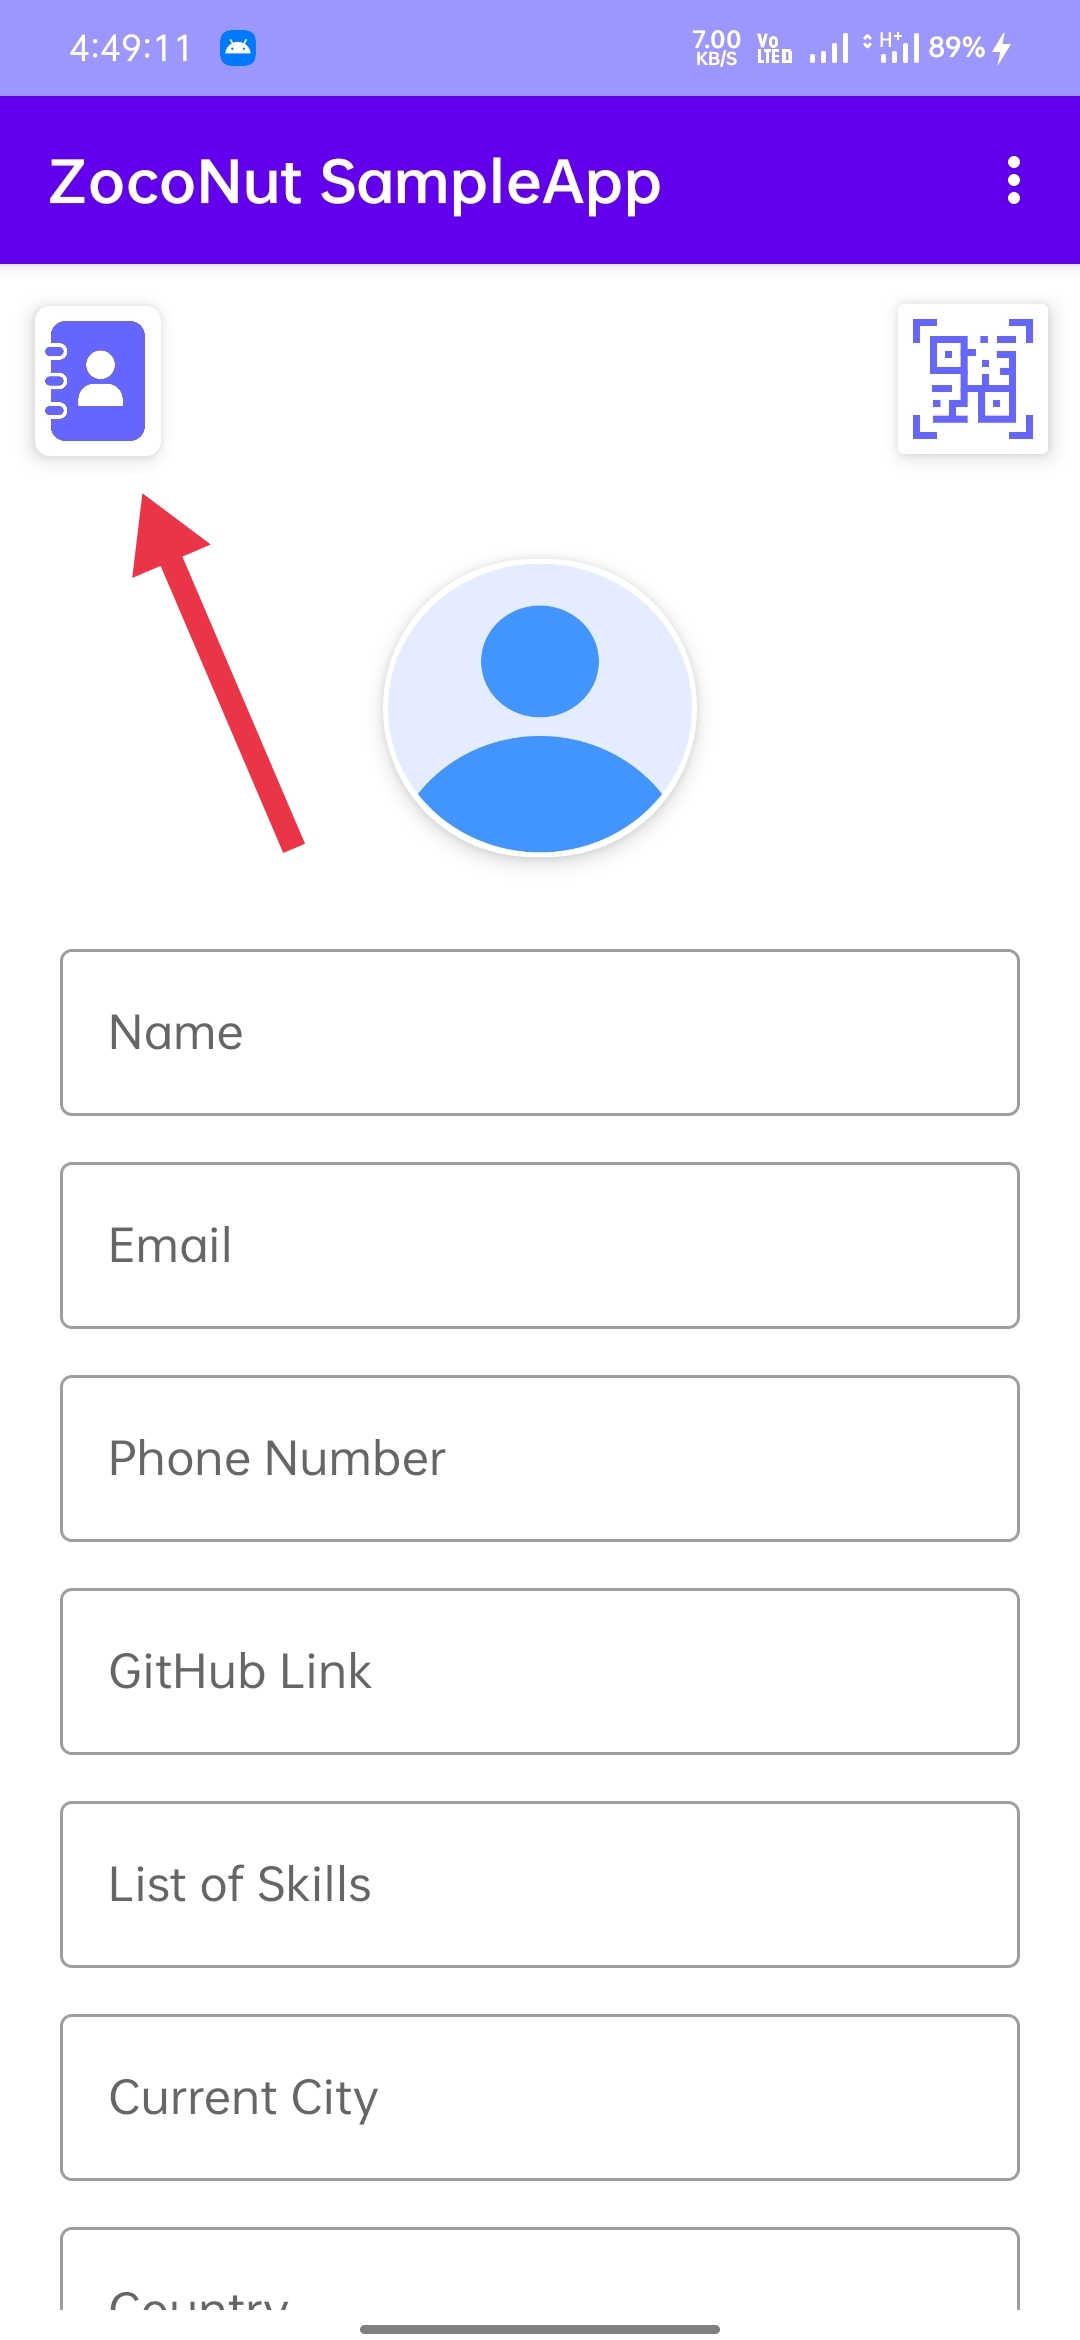 4:49:11 7.00 KB/S Vo LTED H+ 89%
ZocoNut SampleApp
Name
Email
Phone Number
GitHub Link
List of Skills
Current City
Country